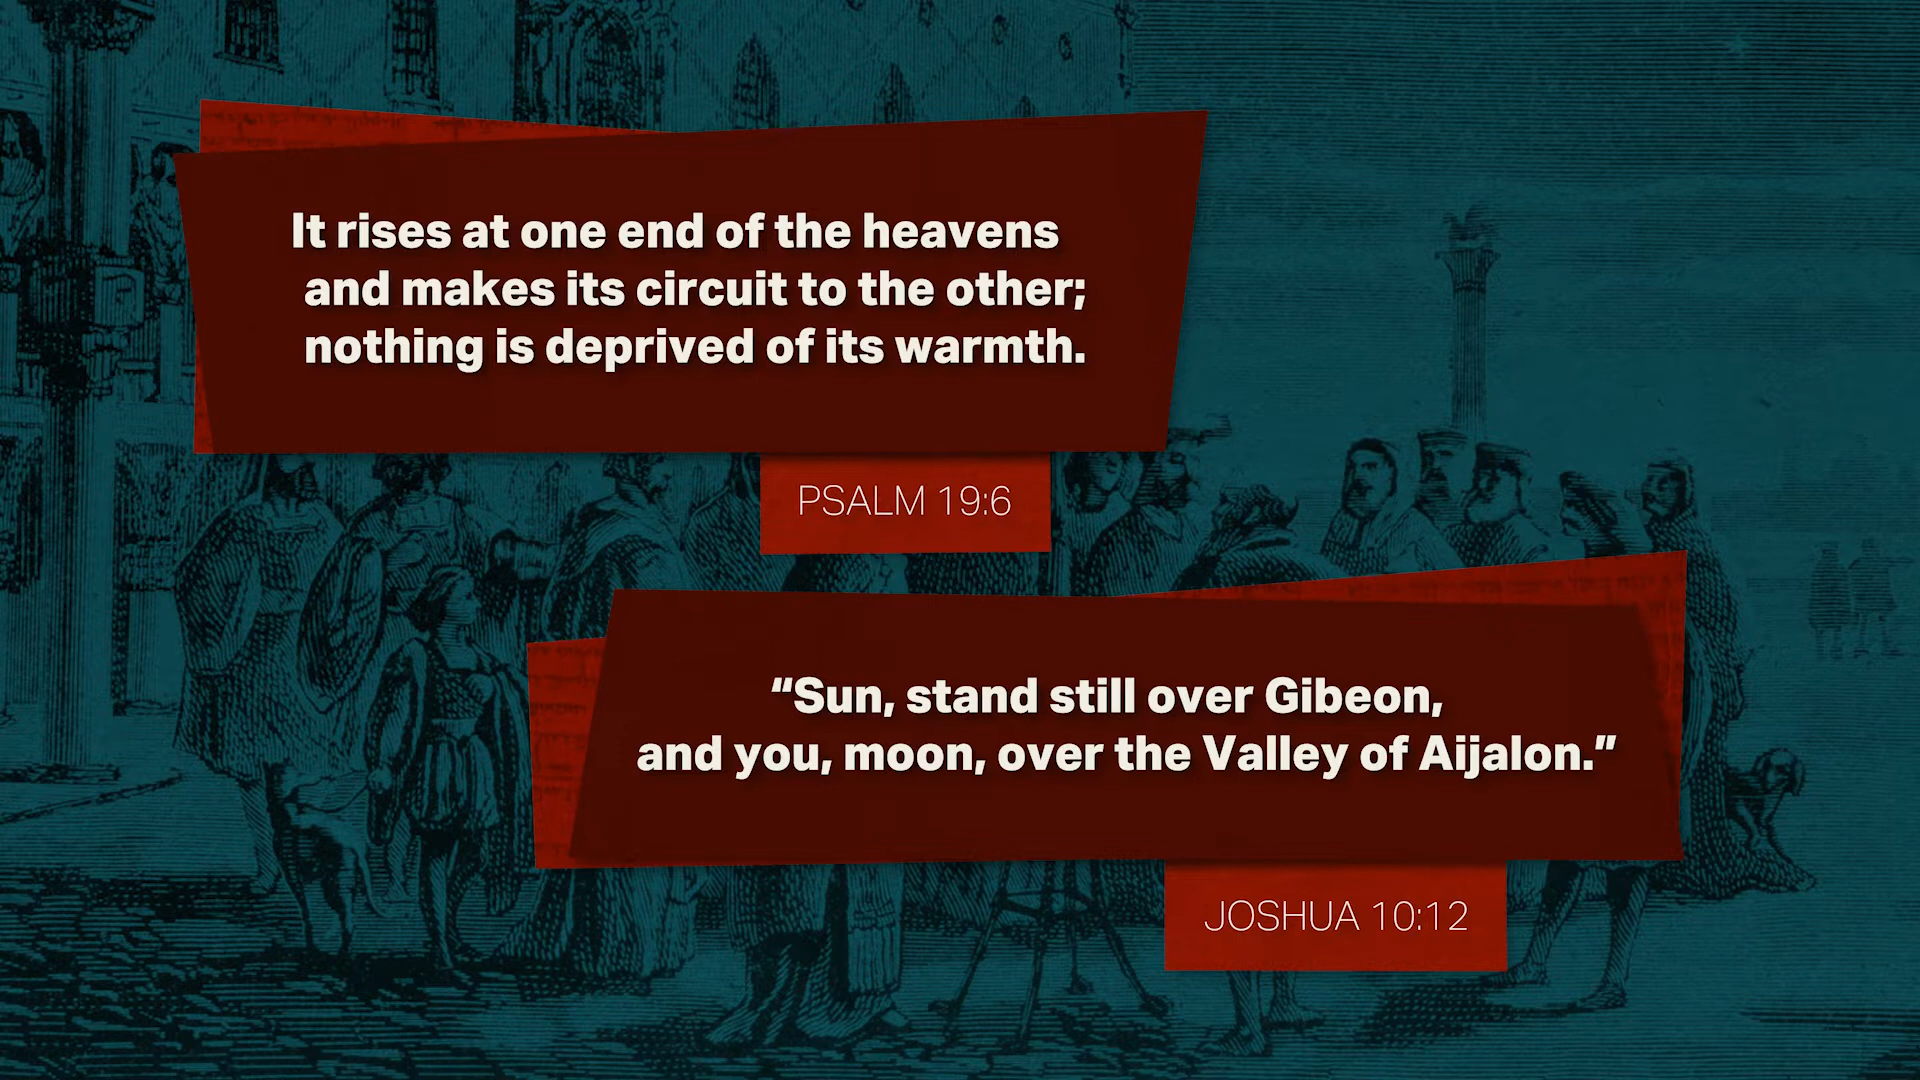 It rises at one end of the heavens
and makes its circuit to the other;
nothing is deprived of its warmth.
PSALM 19:6
“Sun, stand still over Gibeon,
and you, moon, over the Valley of Aijalon.”
JOSHUA 10:12